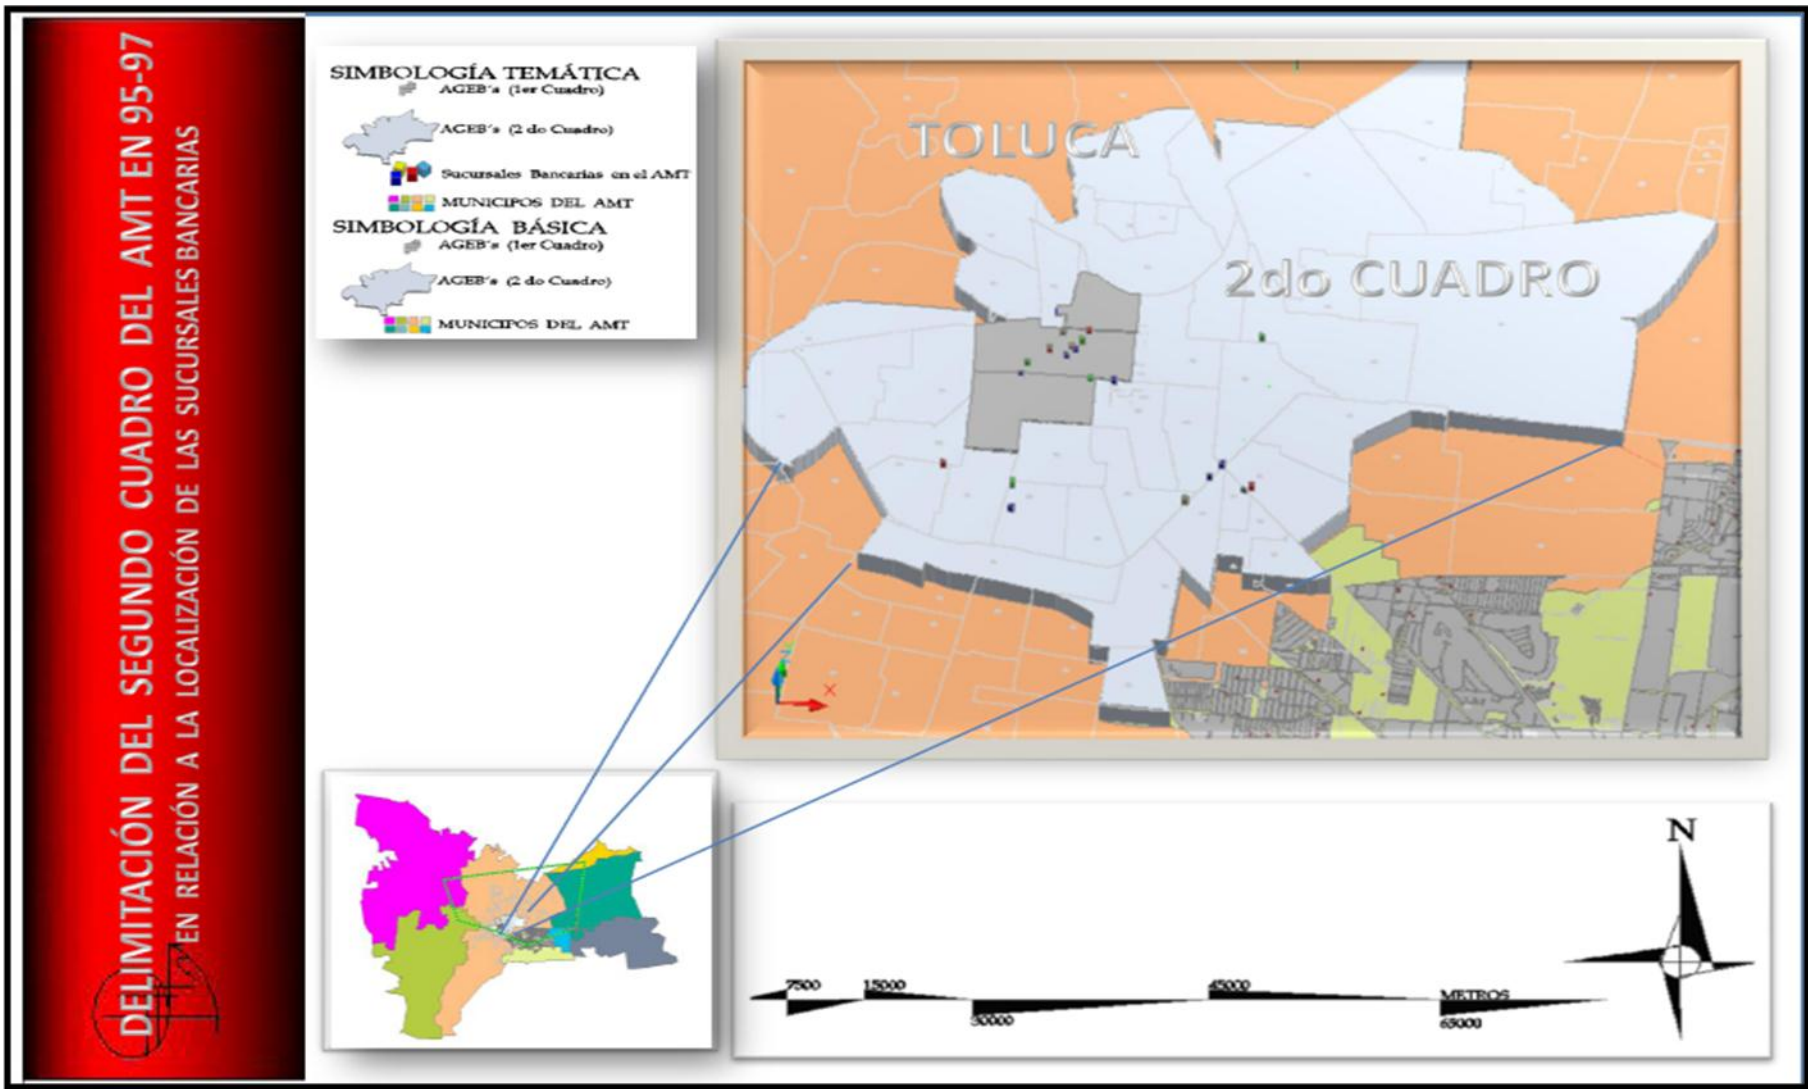 DELIMITACIÓN DEL SEGUNDO CUADRO DEL AMT EN 95-97
EN RELACIÓN A LA LOCALIZACIÓN DE LAS SUCURSALES BANCARIAS
SIMBOLOGÍA TEMÁTICA
AGEB's (1er Cuadro)
AGEB's (2 do Cuadro)
Sucursales Bancarias en el AMT
MUNICIPOS DEL AMT
SIMBOLOGÍA BÁSICA
AGEB's (1er Cuadro)
AGEB's (2 do Cuadro)
MUNICIPOS DEL AMT
TOLUCA
2do CUADRO
X
N
7500 15000 45000 METROS
30000 65000